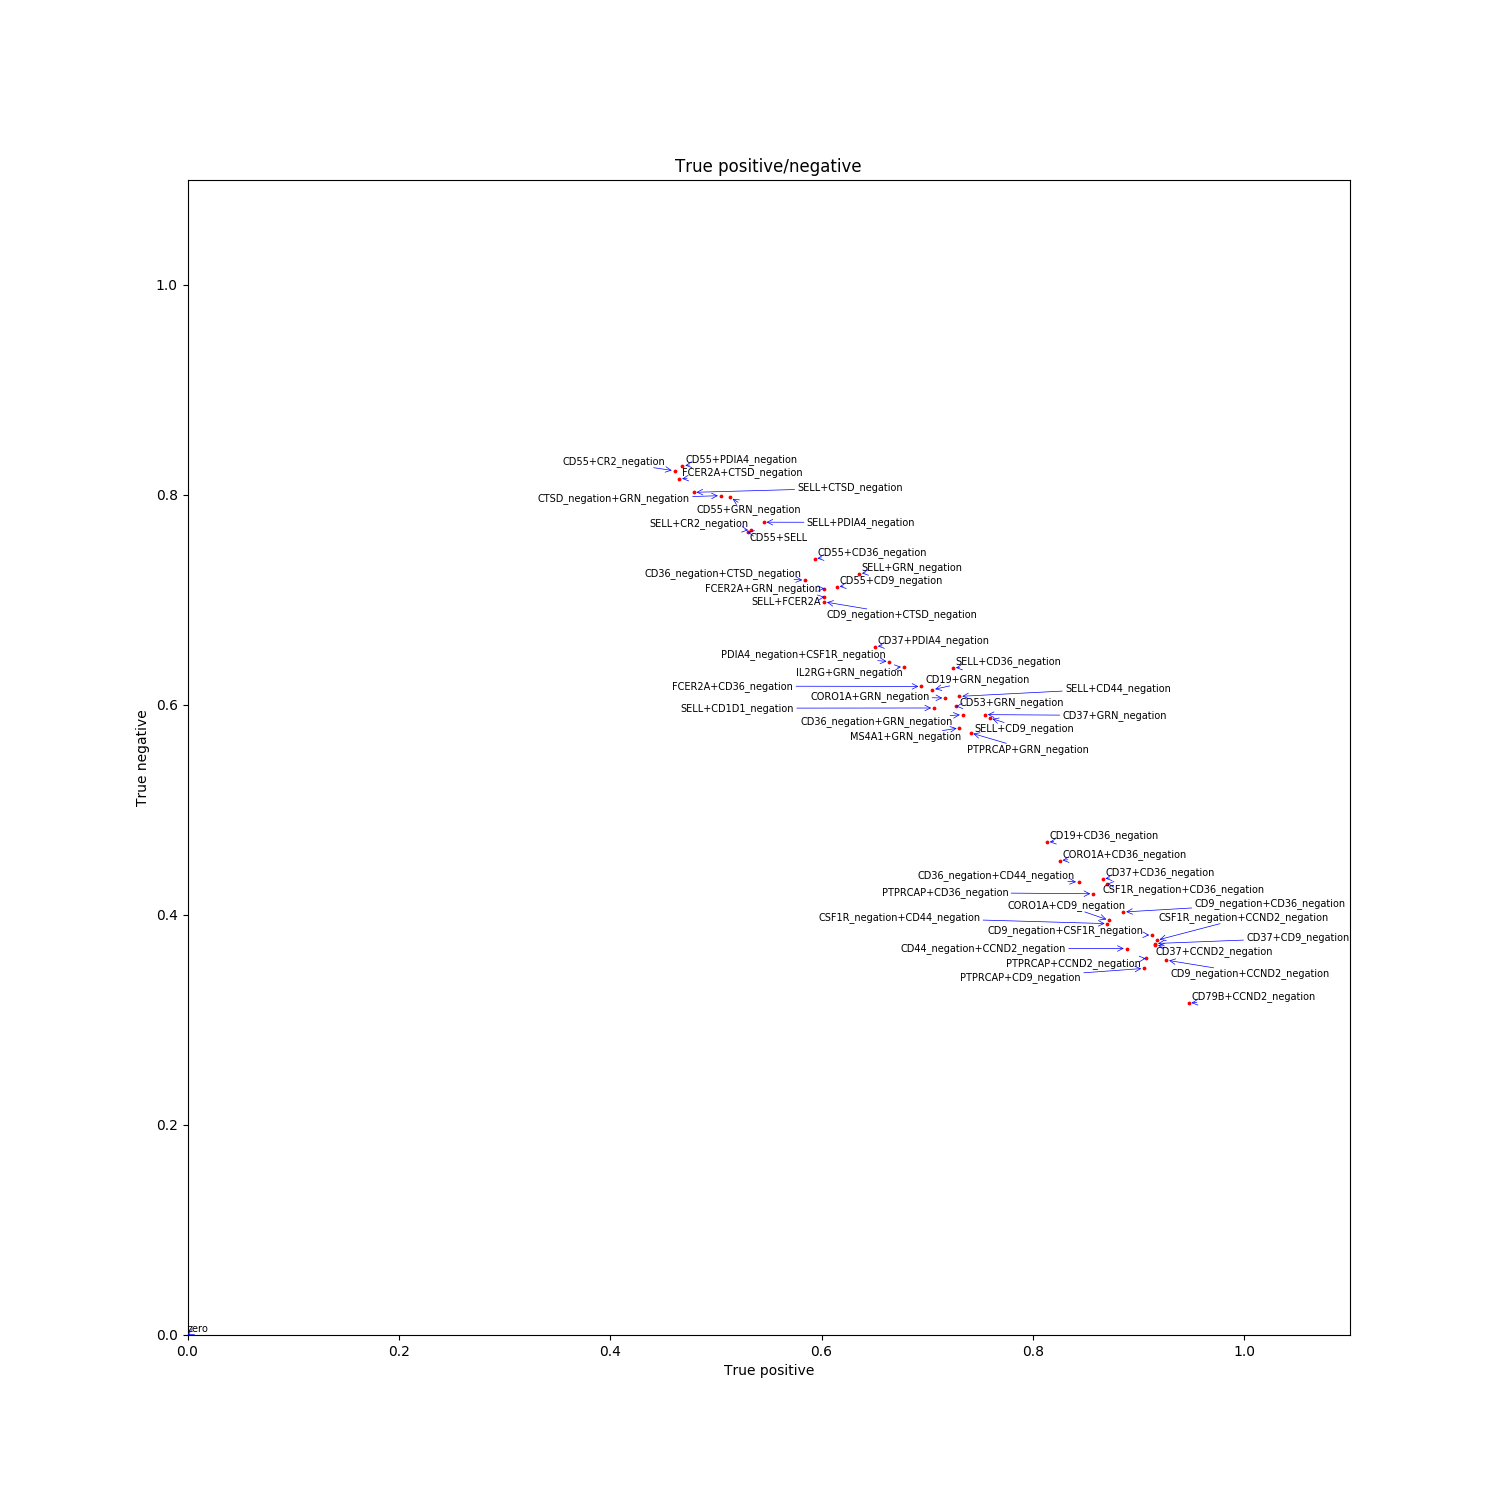 True positive/negative
1.0
CD55+CR2_negation
CD55+PDIA4_negation
FCER2A+CTSD_negation
SELL+CTSD_negation
0.8
CTSD_negation+GRN_negation
CD55+GRN_negation
SELL+CR2_negation
SELL+PDIA4_negation
CD55+SELL
CD55+CD36_negation
SELL+GRN_negation
CD36_negation+CTSD_negation
CD55+CD9_negation
FCER2A+GRN_negation
SELL+FCER2A
CD9_negation+CTSD_negation
CD37+PDIA4_negation
PDIA4_negation+CSF1R_negation
SELL+CD36_negation
IL2RG+GRN_negation
CD19+GRN_negation
FCER2A+CD36_negation
SELL+CD44_negation
CORO1A+GRN_negation
CD53+GRN_negation
0.6
SELL+CD1D1_negation
CD37+GRN_negation
CD36_negation+GRN_negation
SELL+CD9_negation
MS4A1+GRN_negation
PTPRCAP+GRN_negation
True negative
CD19+CD36_negation
CORO1A+CD36_negation
CD37+CD36_negation
CD36_negation+CD44_negation
CSF1R_negation+CD36_negation
PTPRCAP+CD36_negation
CD9_negation+CD36_negation
CORO1A+CD9_negation
0.4
CSF1R_negation+CD44_negation
CSF1R_negation+CCND2_negation
CD9_negation+CSF1R_negation
CD37+CD9_negation
CD44_negation+CCND2_negation
CD37+CCND2_negation
PTPRCAP+CCND2_negation
CD9_negation+CCND2_negation
PTPRCAP+CD9_negation
CD79B+CCND2_negation
0.2
zero
0.0
0.0
0.2
0.4
0.6
0.8
1.0
True positive